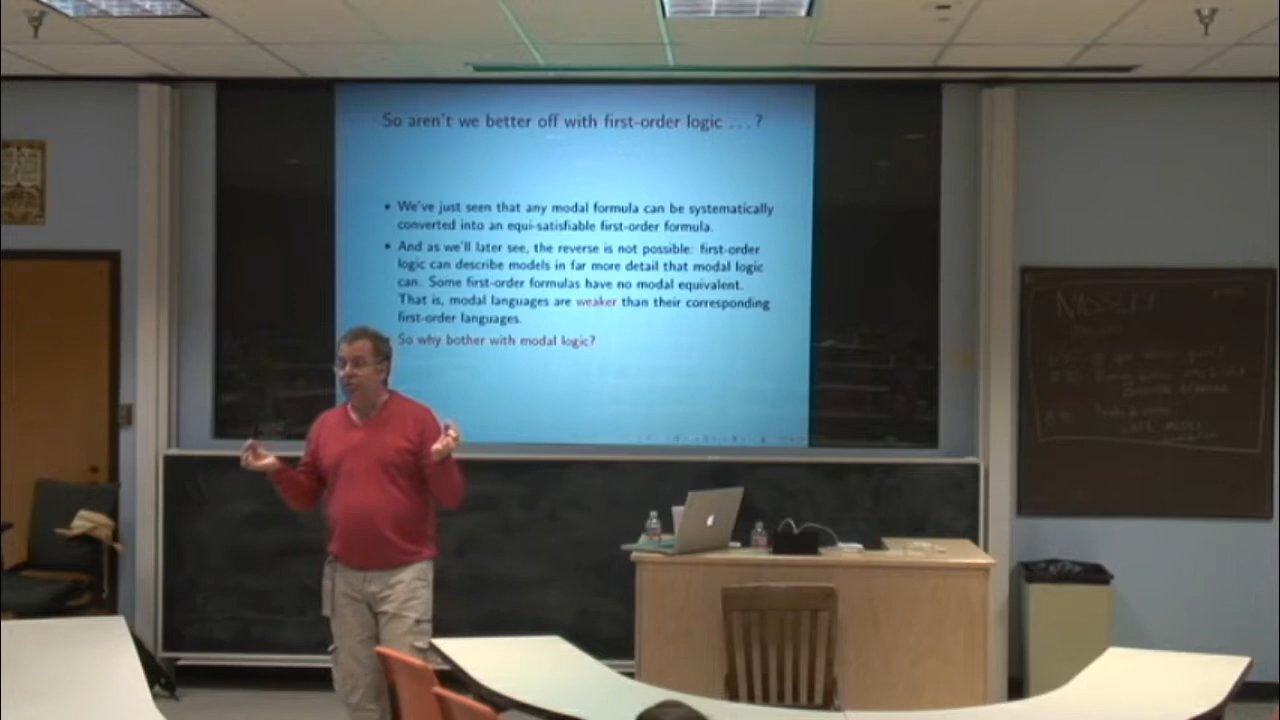 So aren't we better off with first-order logic ...?
• We've just seen that any modal formula can be systematically
converted into an equi-satisfiable first-order formula.
• And as we'll later see, the reverse is not possible: first-order
logic can describe models in far more detail that modal logic
can. Some first-order formulas have no modal equivalent.
That is, modal languages are weaker than their corresponding
first-order languages.
So why bother with modal logic?
NASSLLI